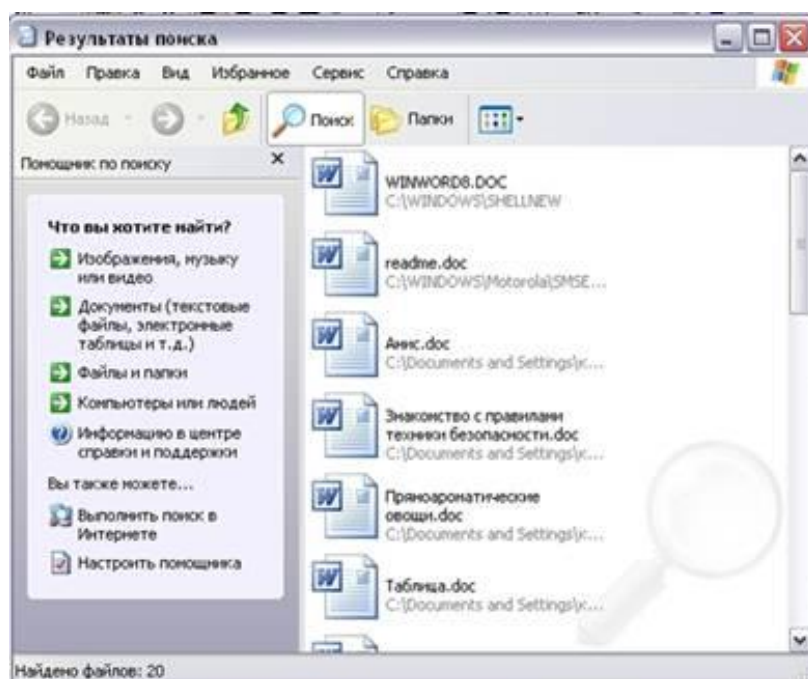 Результаты поиска
Файл Правка Вид Избранное Сервис Справка
Назад Поиск Папки
Помощник по поиску
Что вы хотите найти?
Изображения, музыку
или видео
Документы (текстовые
файлы, электронные
таблицы и т.д.)
Файлы и папки
Компьютеры или людей
Информацию в центре
справки и поддержки
Вы также можете...
Выполнить поиск в
Интернете
Настроить помощника
WINWORD8.DOC
C:\WINDOWS\SHELLNEW
readme.doc
C:\WINDOWS\Motorola\SMSE...
Анис.doc
C:\Documents and Settings\к...
Знакомство с правилами
техники безопасности.doc
C:\Documents and Settings\к...
Пряноароматические
овощи.doc
C:\Documents and Settings\к...
Таблица.doc
C:\Documents and Settings\к...
Найдено файлов: 20